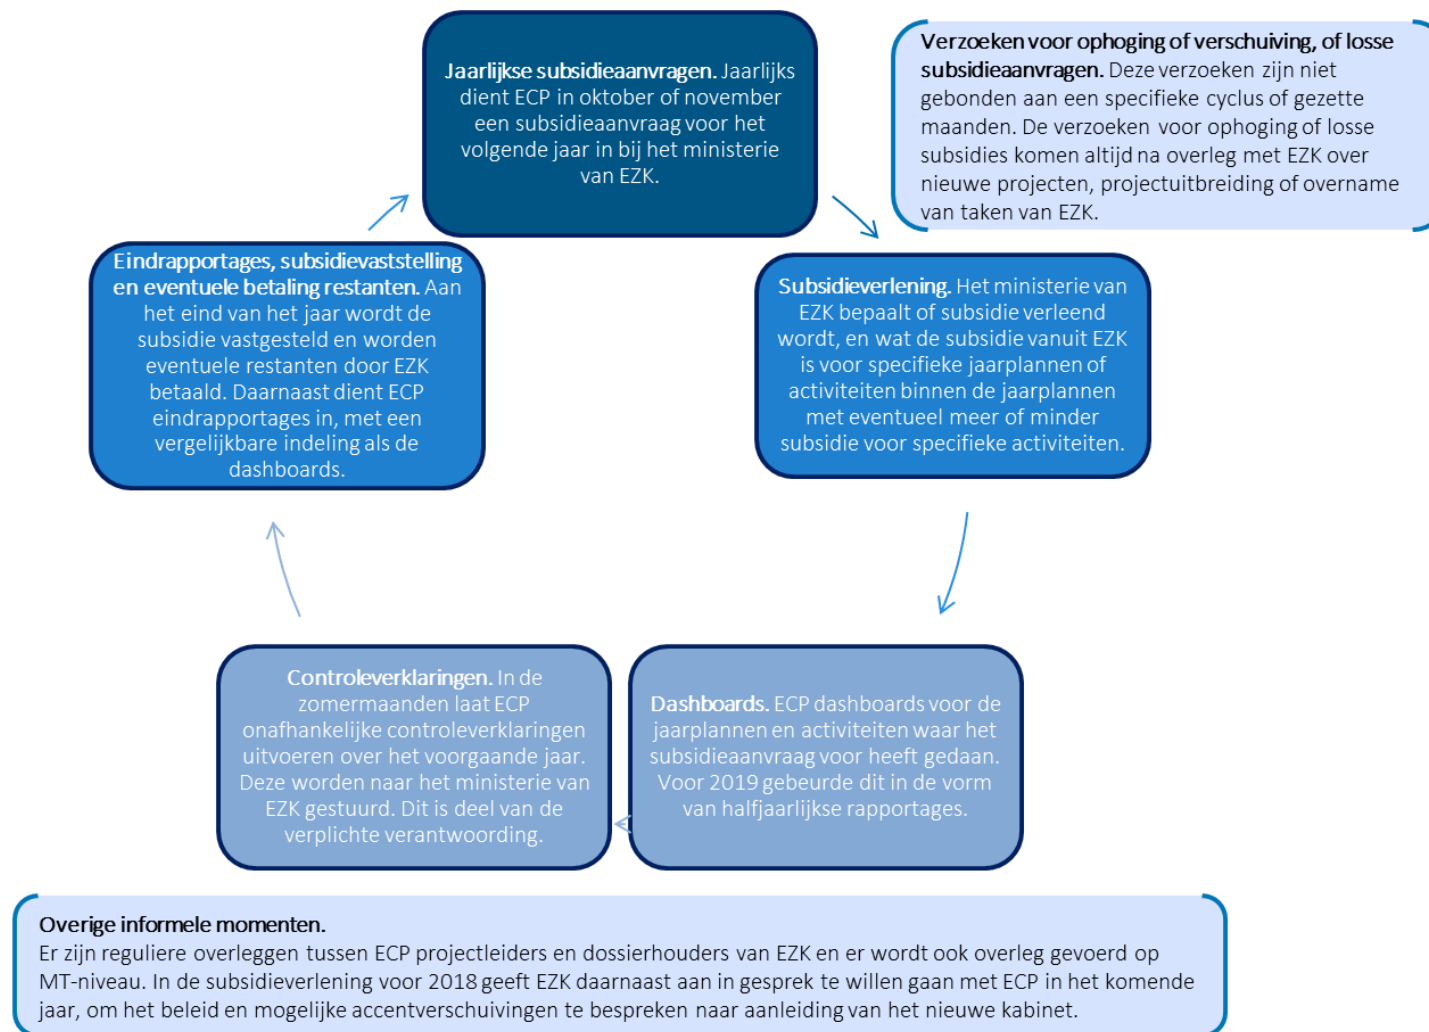 Jaarlijkse subsidieaanvragen. Jaarlijks
dient ECP in oktober of november
een subsidieaanvraag voor het
volgende jaar in bij het ministerie
van EZK.
Verzoeken voor ophoging of verschuiving, of losse
subsidieaanvragen. Deze verzoeken zijn niet
gebonden aan een specifieke cyclus of gezette
maanden. De verzoeken voor ophoging of losse
subsidies komen altijd na overleg met EZK over
nieuwe projecten, projectuitbreiding of overname
van taken van EZK.
Subsidieverlening. Het ministerie van
EZK bepaalt of subsidie verleend
wordt, en wat de subsidie vanuit EZK
is voor specifieke jaarplannen of
activiteiten binnen de jaarplannen
met eventueel meer of minder
subsidie voor specifieke activiteiten.
Dashboards. ECP dashboards voor de
jaarplannen en activiteiten waar het
subsidieaanvraag voor heeft gedaan.
Voor 2019 gebeurde dit in de vorm
van halfjaarlijkse rapportages.
Controleverklaringen. In de
zomermaanden laat ECP
onafhankelijke controleverklaringen
uitvoeren over het voorgaande jaar.
Deze worden naar het ministerie van
EZK gestuurd. Dit is deel van de
verplichte verantwoording.
Eindrapportages, subsidievaststelling
en eventuele betaling restanten. Aan
het eind van het jaar wordt de
subsidie vastgesteld en worden
eventuele restanten door EZK
betaald. Daarnaast dient ECP
eindrapportages in, met een
vergelijkbare indeling als de
dashboards.
Overige informele momenten.
Er zijn reguliere overleggen tussen ECP projectleiders en dossierhouders van EZK en er wordt ook overleg gevoerd op
MT-niveau. In de subsidieverlening voor 2018 geeft EZK daarnaast aan in gesprek te willen gaan met ECP in het komende
jaar, om het beleid en mogelijke accentverschuivingen te bespreken naar aanleiding van het nieuwe kabinet.